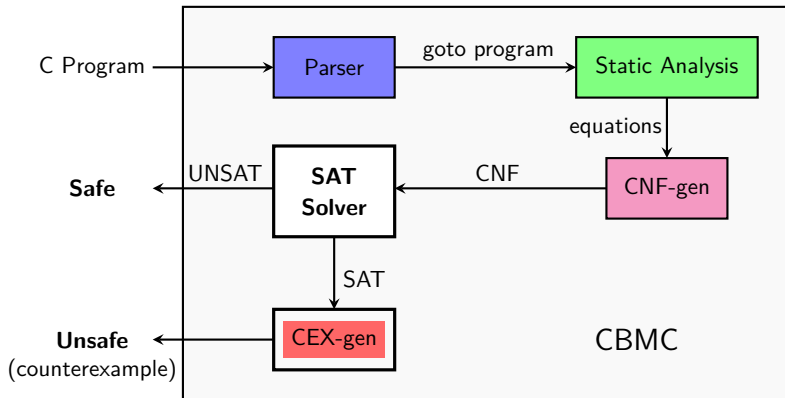 C Program
Parser
goto program
Static Analysis
equations
Safe
UNSAT
SAT
Solver
CNF
CNF-gen
SAT
Unsafe
(counterexample)
CEX-gen
CBMC